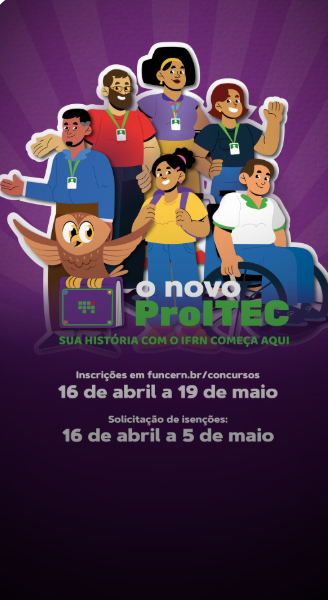 o novo
ProITEC
SUA HISTÓRIA COM O IFRN COMEÇA AQUI
Inscrições em funcern.br/concursos
16 de abril a 19 de maio
Solicitação de isenções:
16 de abril a 5 de maio